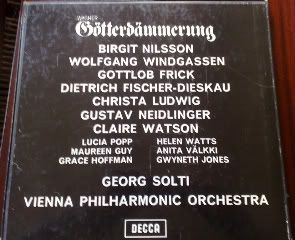 WAGNER
Götterdämmerung
BIRGIT NILSSON
WOLFGANG WINDGASSEN
GOTTLOB FRICK
DIETRICH FISCHER-DIESKAU
CHRISTA LUDWIG
GUSTAV NEIDLINGER
CLAIRE WATSON
LUCIA POPP HELEN WATTS
MAUREEN GUY ANITA VÄLKKI
GRACE HOFFMAN GWYNETH JONES
GEORG SOLTI
VIENNA PHILHARMONIC ORCHESTRA
DECCA